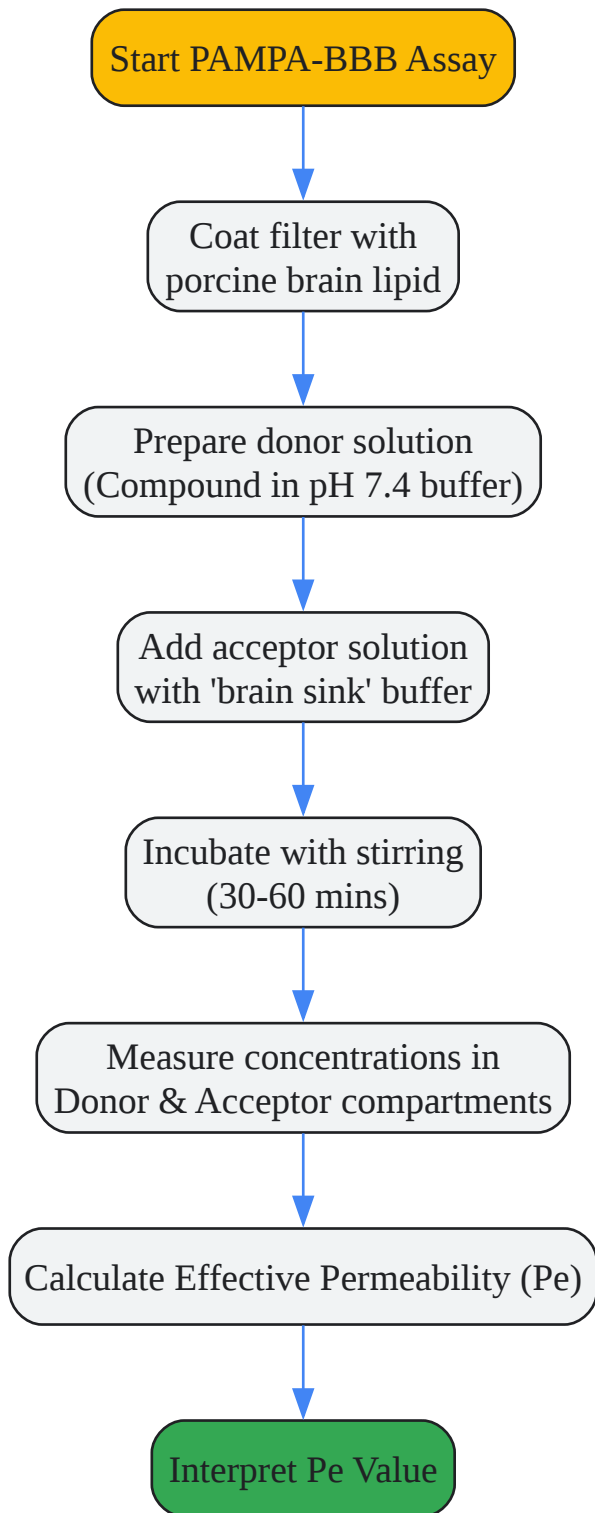 Start PAMPA-BBB Assay
Coat filter with
porcine brain lipid
Prepare donor solution
(Compound in pH 7.4 buffer)
Add acceptor solution
with 'brain sink' buffer
Incubate with stirring
(30-60 mins)
Measure concentrations in
Donor & Acceptor compartments
Calculate Effective Permeability (Pe)
Interpret Pe Value